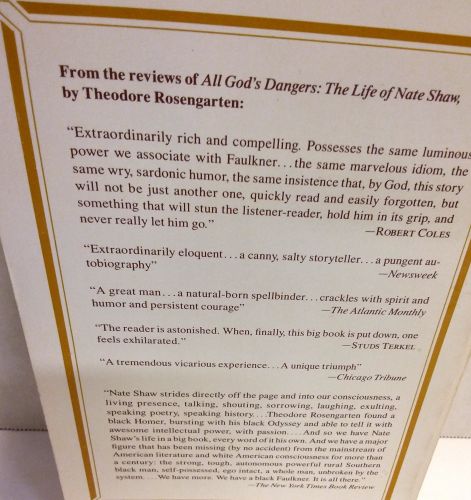 From the reviews of All God's Dangers: The Life of Nate Shaw,
by Theodore Rosengarten:
"Extraordinarily rich and compelling. Possesses the same luminous
power we associate with Faulkner...the same marvelous idiom, the
same wry, sardonic humor, the same insistence that, by God, this story
will not be just another one, quickly read and easily forgotten, but
something that will stun the listener-reader, hold him in its grip, and
never really let him go."
—ROBERT COLES
"Extraordinarily eloquent...a canny, salty storyteller...a pungent au-
tobiography"
—Newsweek
"A great man...a natural-born spellbinder...crackles with spirit and
humor and persistent courage"
—The Atlantic Monthly
"The reader is astonished. When, finally, this big book is put down, one
feels exhilarated."
—STUDS TERKEL
"A tremendous vicarious experience...A unique triumph"
—Chicago Tribune
"Nate Shaw strides directly off the page and into our consciousness, a
living presence, talking, shouting, sorrowing, laughing, exulting,
speaking poetry, speaking history....Theodore Rosengarten found a
black Homer, bursting with his black Odyssey and able to tell it with
awesome intellectual power, with passion....And so we have Nate
Shaw's life in a big book, every word of it his own. And we have a major
figure that has been missing (by no accident) from the mainstream of
American literature and white American consciousness for more than
a century: the strong, tough, autonomous powerful rural Southern
black man, self-possessed, ego intact, a whole man, unbroken by the
system....We have more. We have a black Faulkner. It is all there."
—The New York Times Book Review